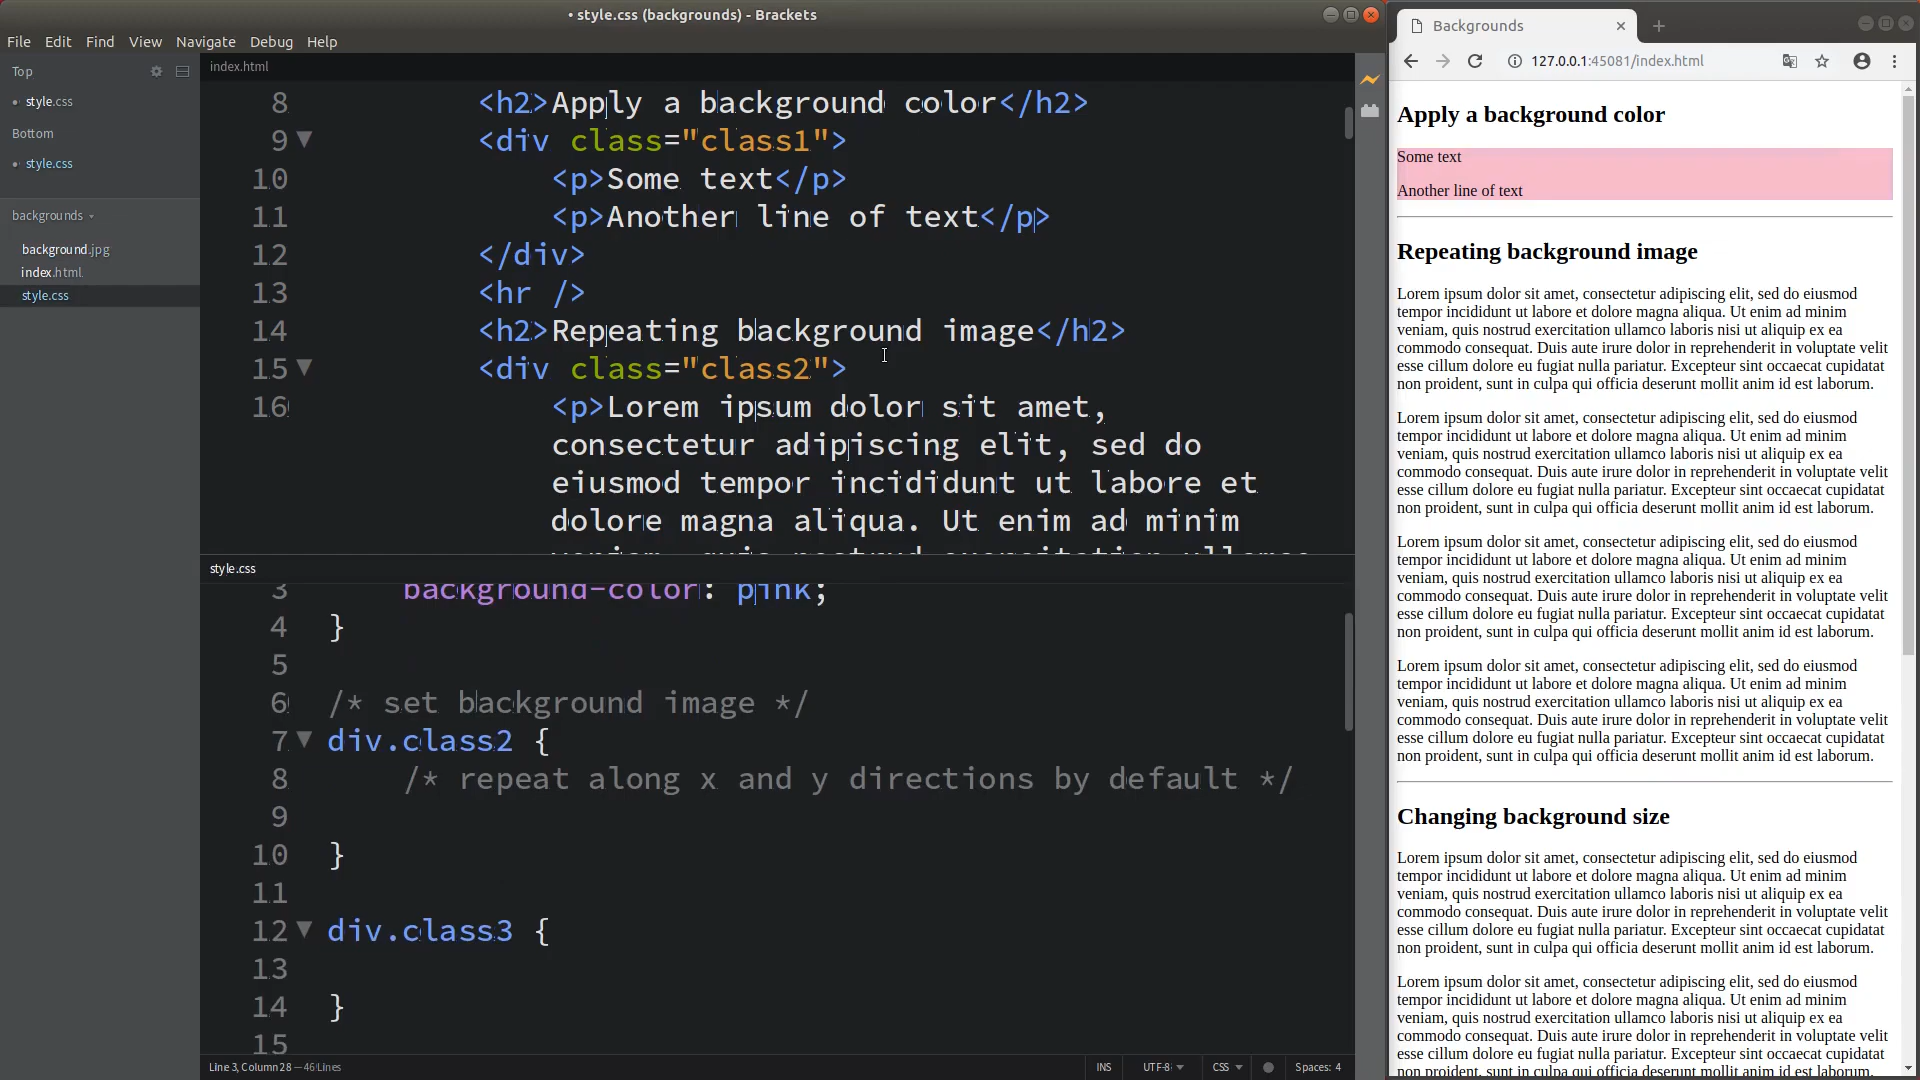 • style.css (backgrounds) - Brackets
File Edit Find View Navigate Debug Help
Top
• style.css
Bottom
• style.css
backgrounds
background.jpg
index.html
style.css
index.html
8 <h2>Apply a background color</h2>
9 <div class="class1">
10 <p>Some text</p>
11 <p>Another line of text</p>
12 </div>
13 <hr />
14 <h2>Repeating background image</h2>
15 <div class="class2">
16 <p>Lorem ipsum dolor sit amet,
consectetur adipiscing elit, sed do
eiusmod tempor incididunt ut labore et
dolore magna aliqua. Ut enim ad minim
veniam, quis nostrud exercitation ullamco
style.css
3 background-color: pink;
4 }
5
6 /* set background image */
7 div.class2 {
8 /* repeat along x and y directions by default */
9
10 }
11
12 div.class3 {
13
14 }
15
Line 3, Column 28 — 46 Lines
INS UTF-8 CSS Spaces: 4
Backgrounds
127.0.0.1:45081/index.html
Apply a background color
Some text
Another line of text
Repeating background image
Lorem ipsum dolor sit amet, consectetur adipiscing elit, sed do eiusmod
tempor incididunt ut labore et dolore magna aliqua. Ut enim ad minim
veniam, quis nostrud exercitation ullamco laboris nisi ut aliquip ex ea
commodo consequat. Duis aute irure dolor in reprehenderit in voluptate velit
esse cillum dolore eu fugiat nulla pariatur. Excepteur sint occaecat cupidatat
non proident, sunt in culpa qui officia deserunt mollit anim id est laborum.
Lorem ipsum dolor sit amet, consectetur adipiscing elit, sed do eiusmod
tempor incididunt ut labore et dolore magna aliqua. Ut enim ad minim
veniam, quis nostrud exercitation ullamco laboris nisi ut aliquip ex ea
commodo consequat. Duis aute irure dolor in reprehenderit in voluptate velit
esse cillum dolore eu fugiat nulla pariatur. Excepteur sint occaecat cupidatat
non proident, sunt in culpa qui officia deserunt mollit anim id est laborum.
Lorem ipsum dolor sit amet, consectetur adipiscing elit, sed do eiusmod
tempor incididunt ut labore et dolore magna aliqua. Ut enim ad minim
veniam, quis nostrud exercitation ullamco laboris nisi ut aliquip ex ea
commodo consequat. Duis aute irure dolor in reprehenderit in voluptate velit
esse cillum dolore eu fugiat nulla pariatur. Excepteur sint occaecat cupidatat
non proident, sunt in culpa qui officia deserunt mollit anim id est laborum.
Lorem ipsum dolor sit amet, consectetur adipiscing elit, sed do eiusmod
tempor incididunt ut labore et dolore magna aliqua. Ut enim ad minim
veniam, quis nostrud exercitation ullamco laboris nisi ut aliquip ex ea
commodo consequat. Duis aute irure dolor in reprehenderit in voluptate velit
esse cillum dolore eu fugiat nulla pariatur. Excepteur sint occaecat cupidatat
non proident, sunt in culpa qui officia deserunt mollit anim id est laborum.
Changing background size
Lorem ipsum dolor sit amet, consectetur adipiscing elit, sed do eiusmod
tempor incididunt ut labore et dolore magna aliqua. Ut enim ad minim
veniam, quis nostrud exercitation ullamco laboris nisi ut aliquip ex ea
commodo consequat. Duis aute irure dolor in reprehenderit in voluptate velit
esse cillum dolore eu fugiat nulla pariatur. Excepteur sint occaecat cupidatat
non proident, sunt in culpa qui officia deserunt mollit anim id est laborum.
Lorem ipsum dolor sit amet, consectetur adipiscing elit, sed do eiusmod
tempor incididunt ut labore et dolore magna aliqua. Ut enim ad minim
veniam, quis nostrud exercitation ullamco laboris nisi ut aliquip ex ea
commodo consequat. Duis aute irure dolor in reprehenderit in voluptate velit
esse cillum dolore eu fugiat nulla pariatur. Excepteur sint occaecat cupidatat
non proident, sunt in culpa qui officia deserunt mollit anim id est laborum.